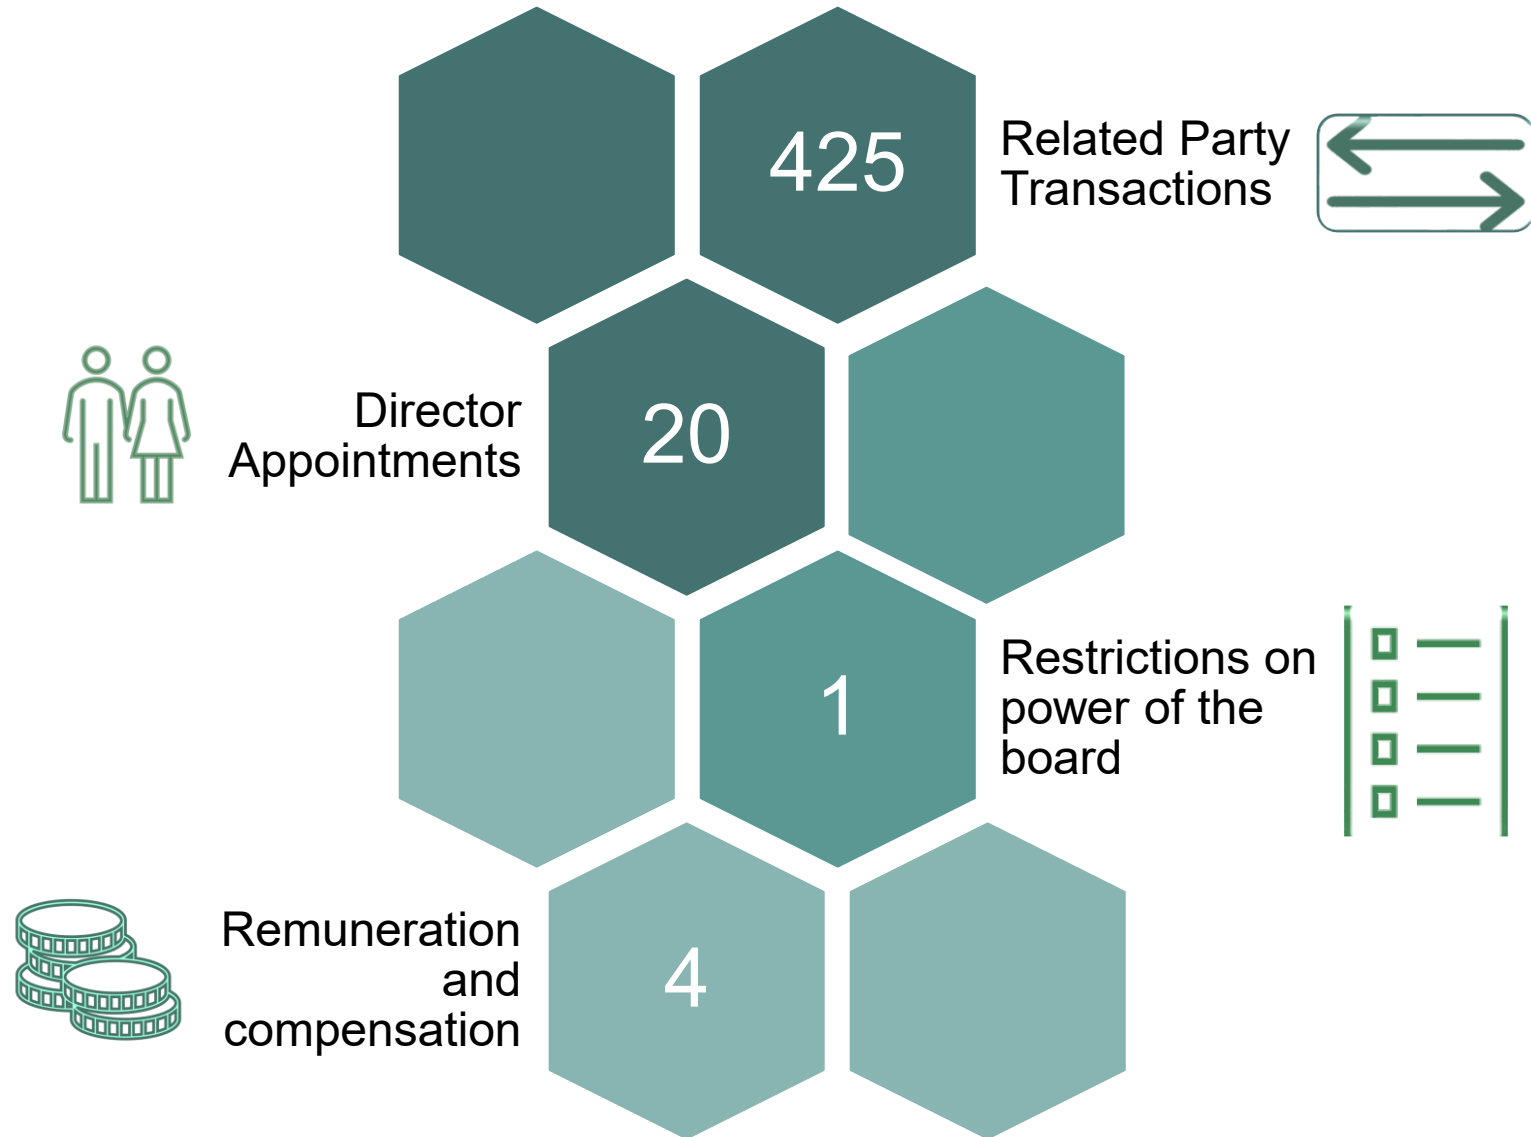 425
Related Party
Transactions
Director
Appointments
20
1
Restrictions on
power of the
board
Remuneration
and
compensation
4